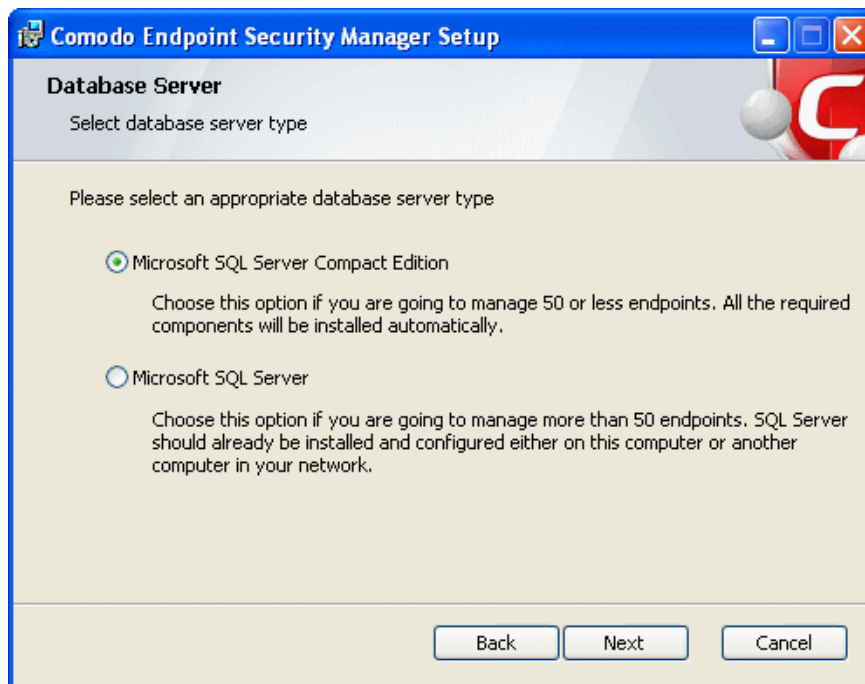 Comodo Endpoint Security Manager Setup
Database Server
Select database server type
Please select an appropriate database server type
Microsoft SQL Server Compact Edition
Choose this option if you are going to manage 50 or less endpoints. All the required
components will be installed automatically.
Microsoft SQL Server
Choose this option if you are going to manage more than 50 endpoints. SQL Server
should already be installed and configured either on this computer or another
computer in your network.
Back
Next
Cancel